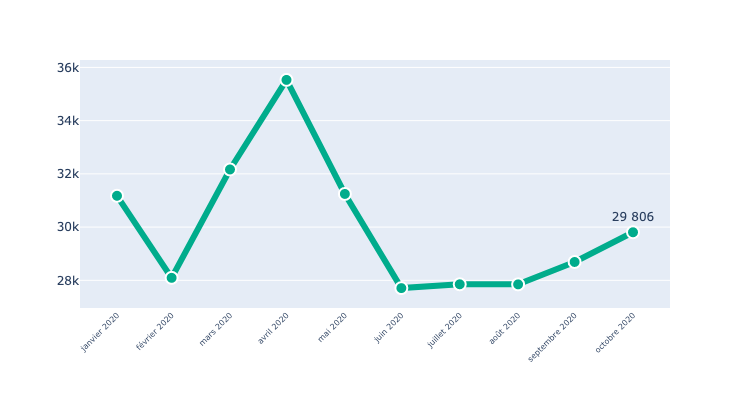 36k
34k
32k
30k
28k
29 806
janvier 2020
février 2020
mars 2020
avril 2020
mai 2020
juin 2020
juillet 2020
août 2020
septembre 2020
octobre 2020